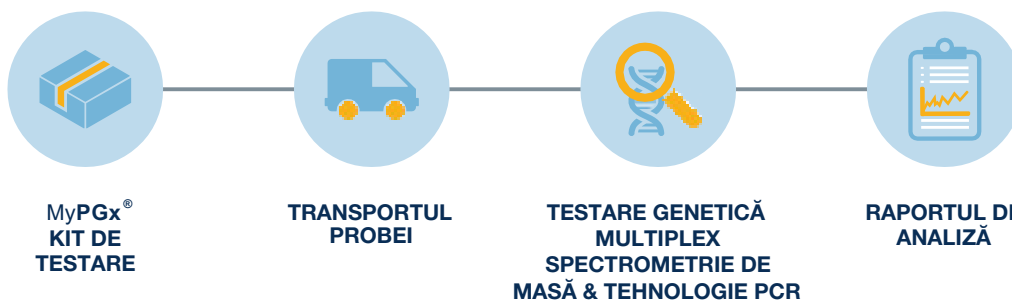 MyPGx®
KIT DE
TESTARE
TRANSPORTUL
PROBEI
TESTARE GENETICĂ
MULTIPLEX
SPECTROMETRIE DE
MASĂ & TEHNOLOGIE PCR
RAPORTUL
ANALIZĂ